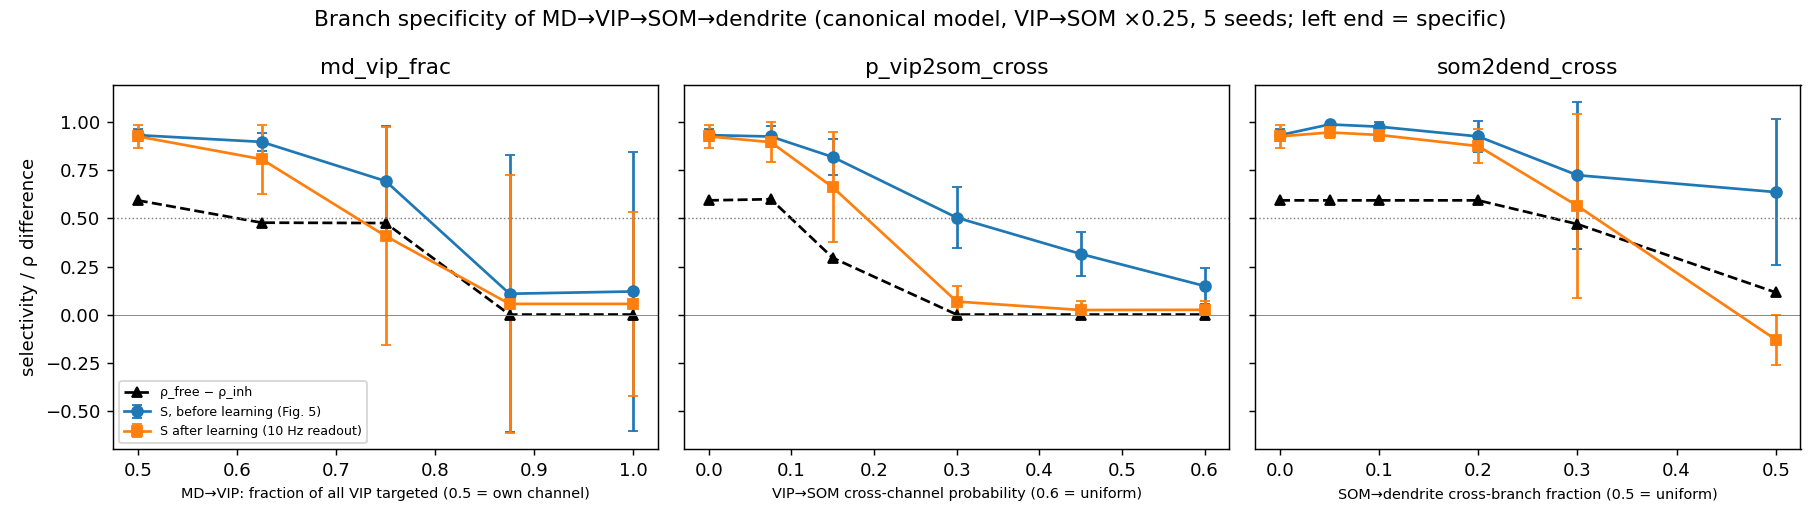 Branch specificity of MD→VIP→SOM→dendrite (canonical model, VIP→SOM ×0.25, 5 seeds; left end = specific)
md_vip_frac
p_vip2som_cross
som2dend_cross
selectivity / ρ difference
1.00
0.75
0.50
0.25
0.00
−0.25
−0.50
ρ_free − ρ_inh
S, before learning (Fig. 5)
S after learning (10 Hz readout)
0.5 0.6 0.7 0.8 0.9 1.0
0.0 0.1 0.2 0.3 0.4 0.5 0.6
0.0 0.1 0.2 0.3 0.4 0.5
MD→VIP: fraction of all VIP targeted (0.5 = own channel)
VIP→SOM cross-channel probability (0.6 = uniform)
SOM→dendrite cross-branch fraction (0.5 = uniform)